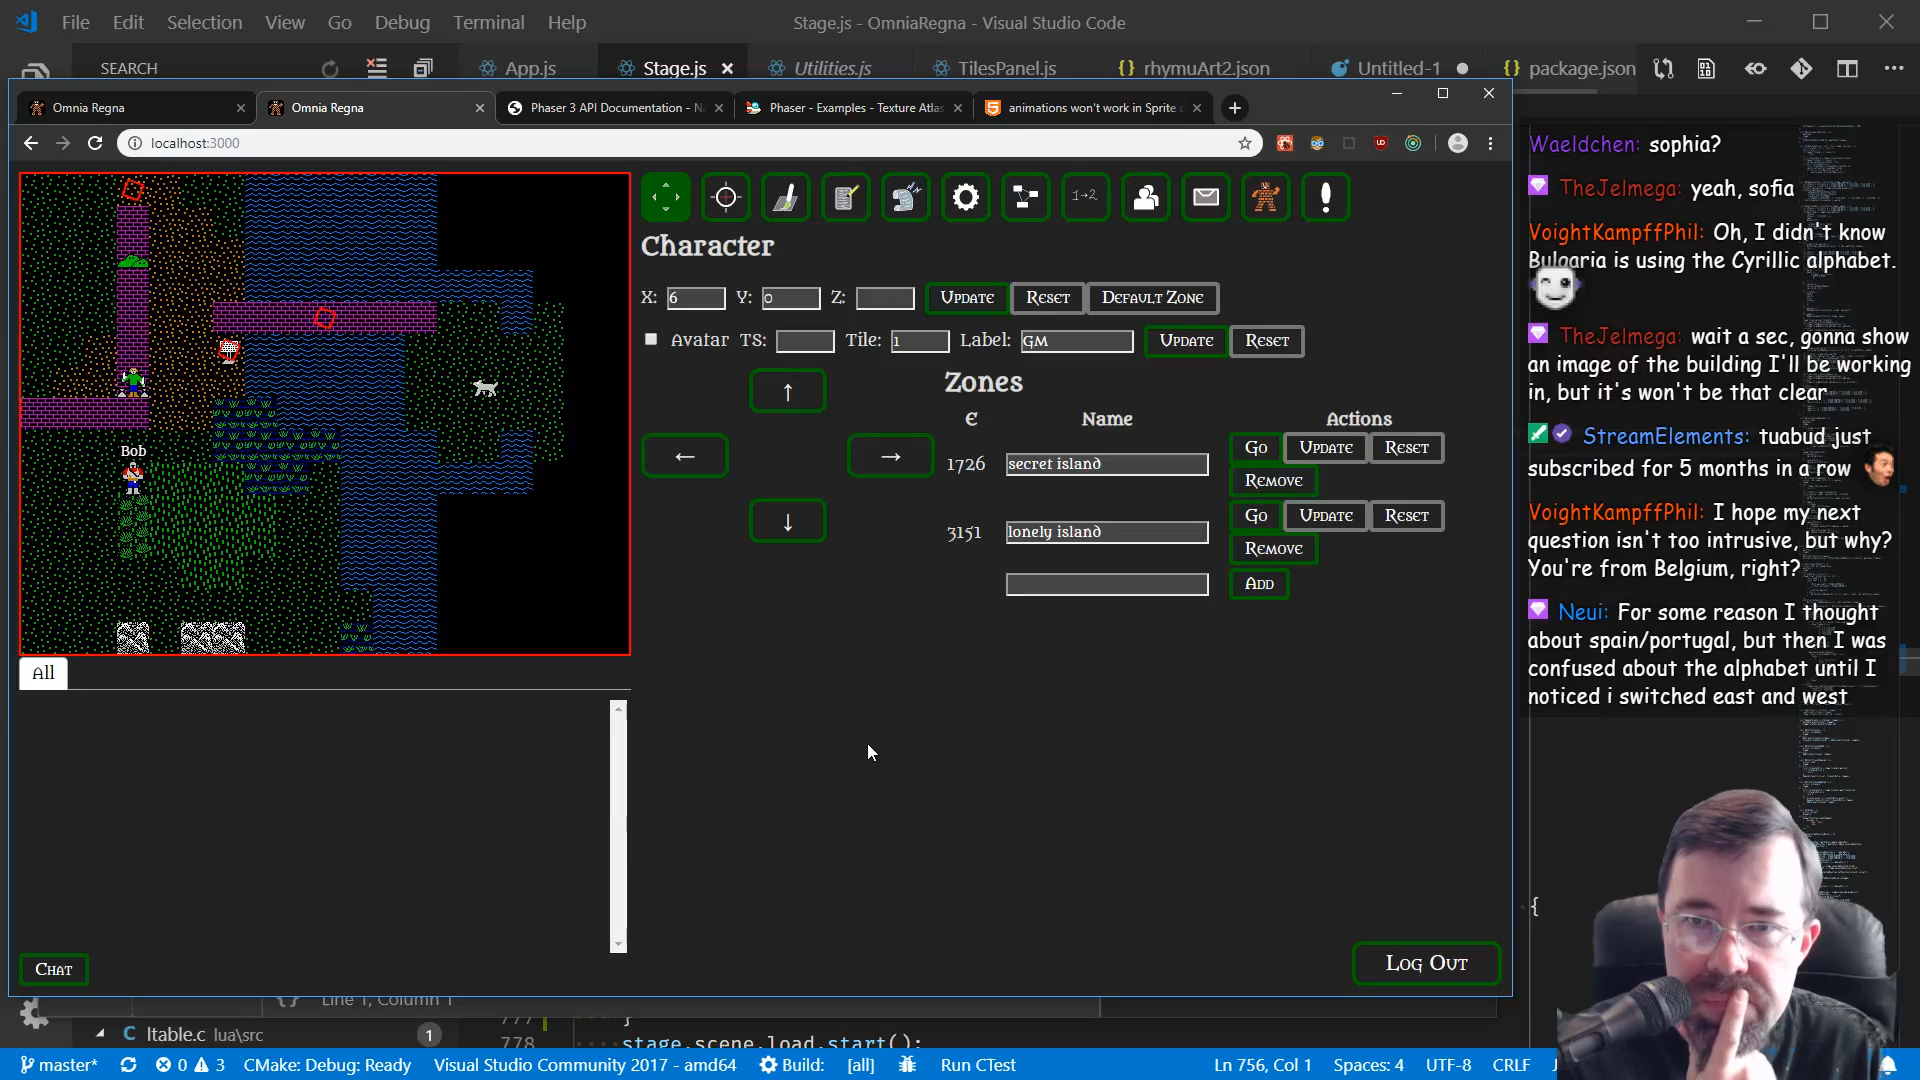 File Edit Selection View Go Debug Terminal Help
Stage.js - OmniaRegna - Visual Studio Code
SEARCH
App.js
Stage.js
Utilities.js
TilesPanel.js
{} rhymuArt2.json
Untitled-1
{} package.json
Omnia Regna
Omnia Regna
Phaser 3 API Documentation - N
Phaser - Examples - Texture Atlas
animations won't work in Sprite
localhost:3000
1→2
Character
X: 6 Y: 0 Z: Update Reset Default Zone
Avatar TS: Tile: 1 Label: GM Update Reset
↑
← →
↓
Zones
Є Name Actions
1726 secret island Go Update Reset
Remove
3151 lonely island Go Update Reset
Remove
Add
Bob
All
Chat
Log Out
Waeldchen: sophia?
TheJelmega: yeah, sofia
VoightKampffPhil: Oh, I didn't know
Bulgaria is using the Cyrillic alphabet.
TheJelmega: wait a sec, gonna show
an image of the building I'll be working
in, but it's won't be that clear
StreamElements: tuabud just
subscribed for 5 months in a row
VoightKampffPhil: I hope my next
question isn't too intrusive, but why?
You're from Belgium, right?
Neui: For some reason I thought
about spain/portugal, but then I was
confused about the alphabet until I
noticed i switched east and west
{
{} Line 1, Column 1
C ltable.c lua\src 1
777 }
778 stage.scene.load.start();
master* 0 3 CMake: Debug: Ready Visual Studio Community 2017 - amd64 Build: [all] Run CTest Ln 756, Col 1 Spaces: 4 UTF-8 CRLF